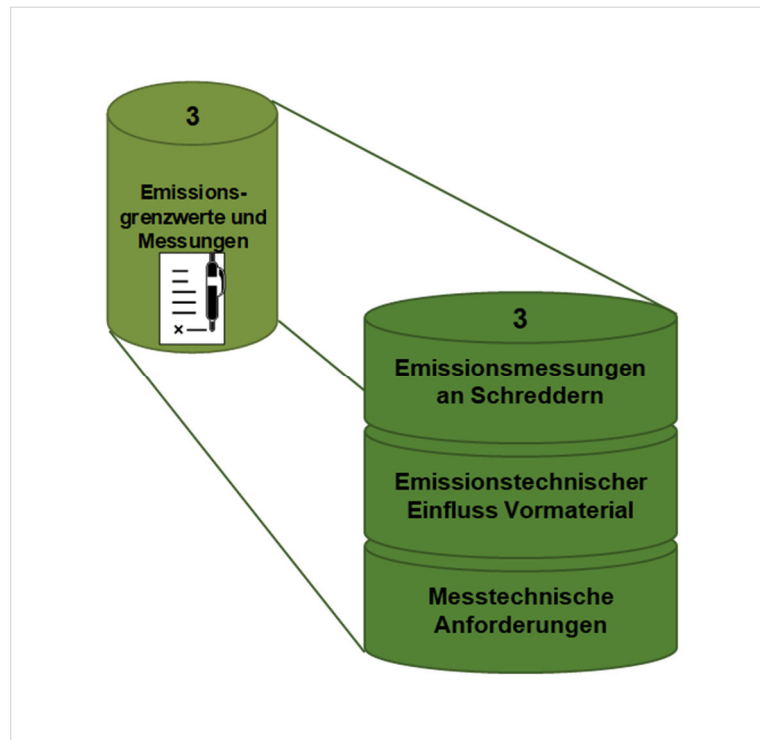 3
Emissions-
grenzwerte und
Messungen
3
Emissionsmessungen
an Schreddern
Emissionstechnischer
Einfluss Vormaterial
Messtechnische
Anforderungen